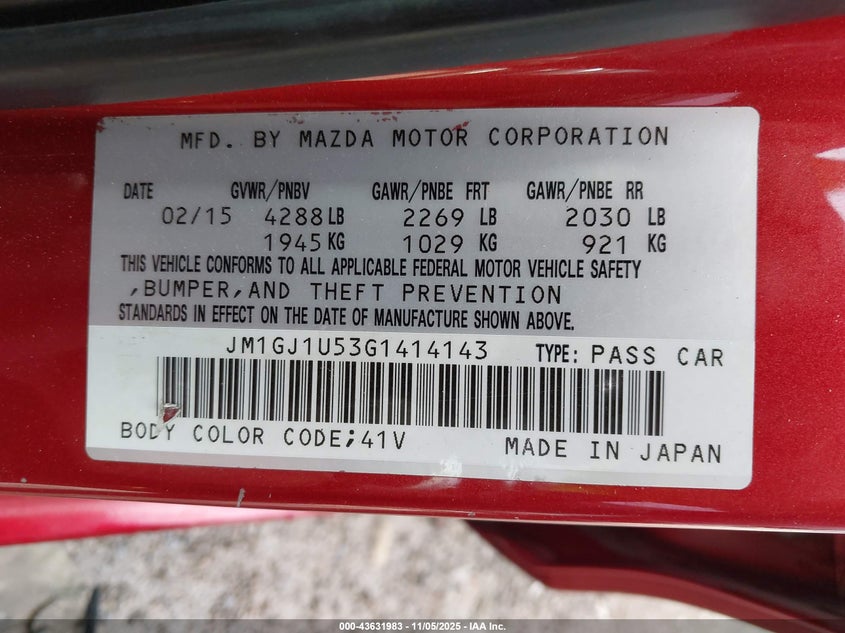 MFD. BY MAZDA MOTOR CORPORATION
DATE GVWR/PNBV GAWR/PNBE FRT GAWR/PNBE RR
02/15 4288 LB 2269 LB 2030 LB
1945 KG 1029 KG 921 KG
THIS VEHICLE CONFORMS TO ALL APPLICABLE FEDERAL MOTOR VEHICLE SAFETY
,BUMPER,AND THEFT PREVENTION
STANDARDS IN EFFECT ON THE DATE OF MANUFACTURE SHOWN ABOVE.
JM1GJ1U53G1414143 TYPE: PASS CAR
BODY COLOR CODE;41V MADE IN JAPAN
000-43631983 - 11/05/2025 - IAA Inc.